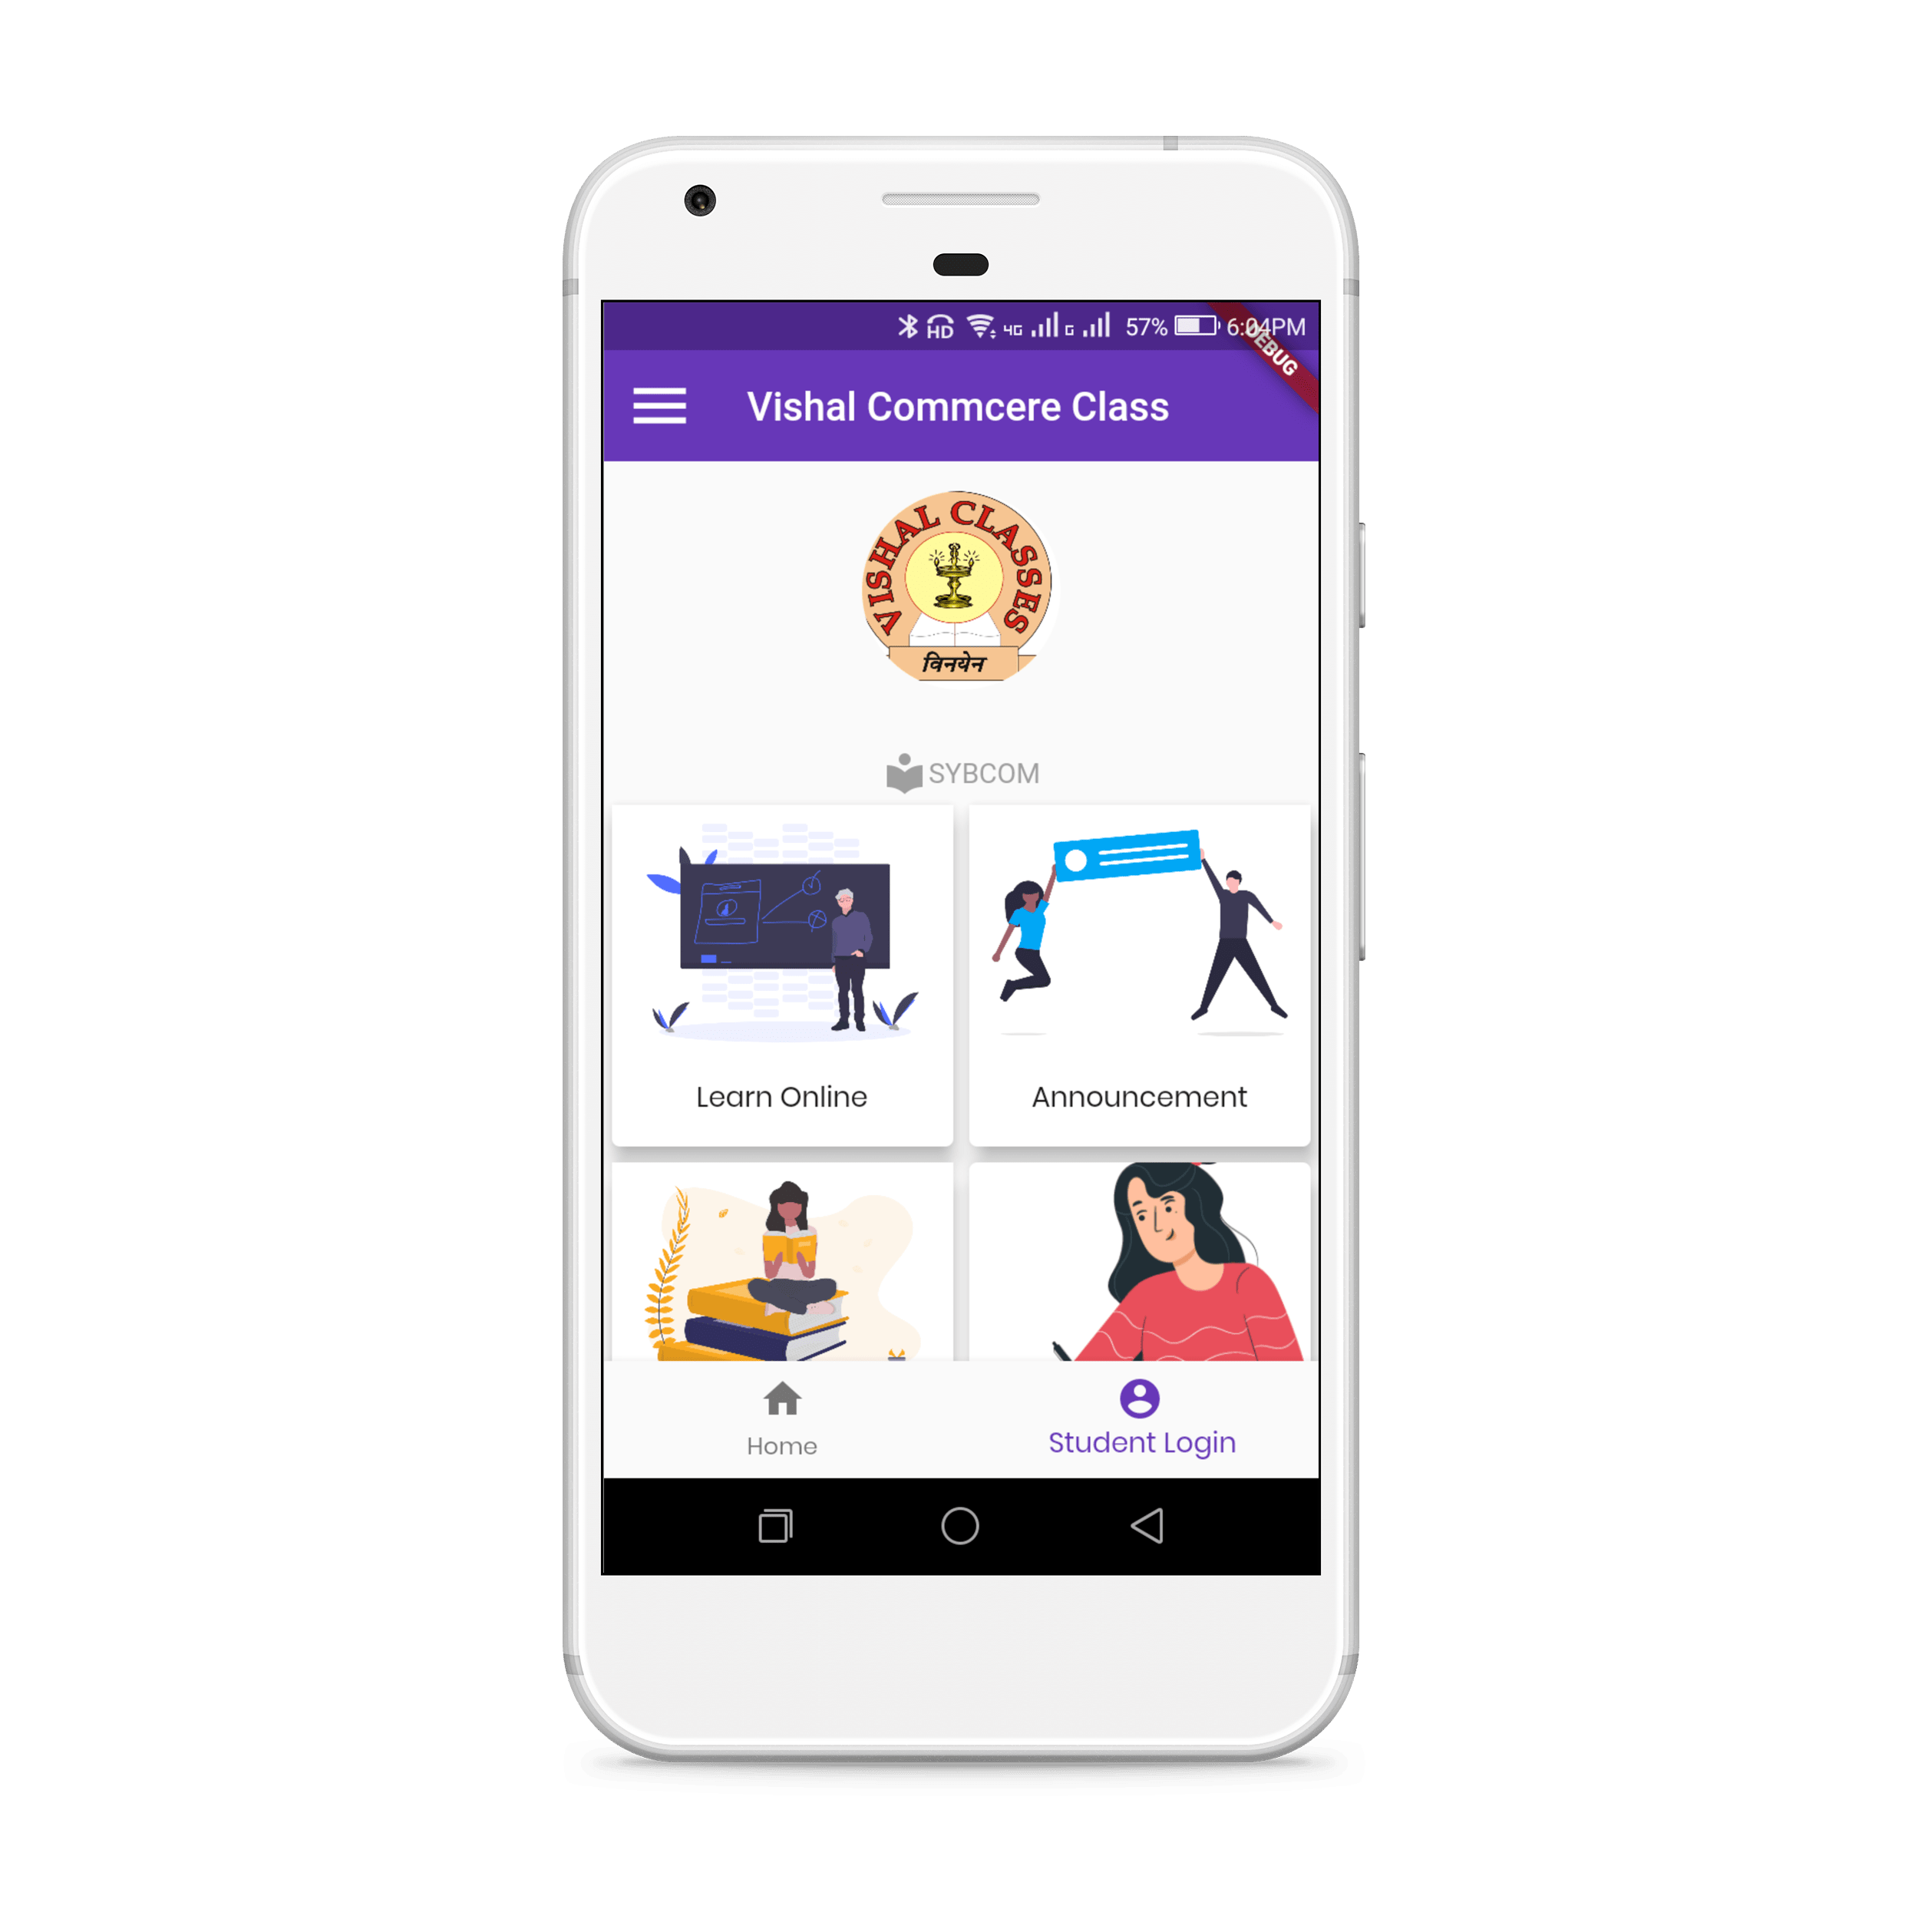 HD 4G G 57% 6:04PM
DEBUG
Vishal Commcere Class
VISHAL CLASSES
विनयेन
SYBCOM
Learn Online
Announcement
Home
Student Login